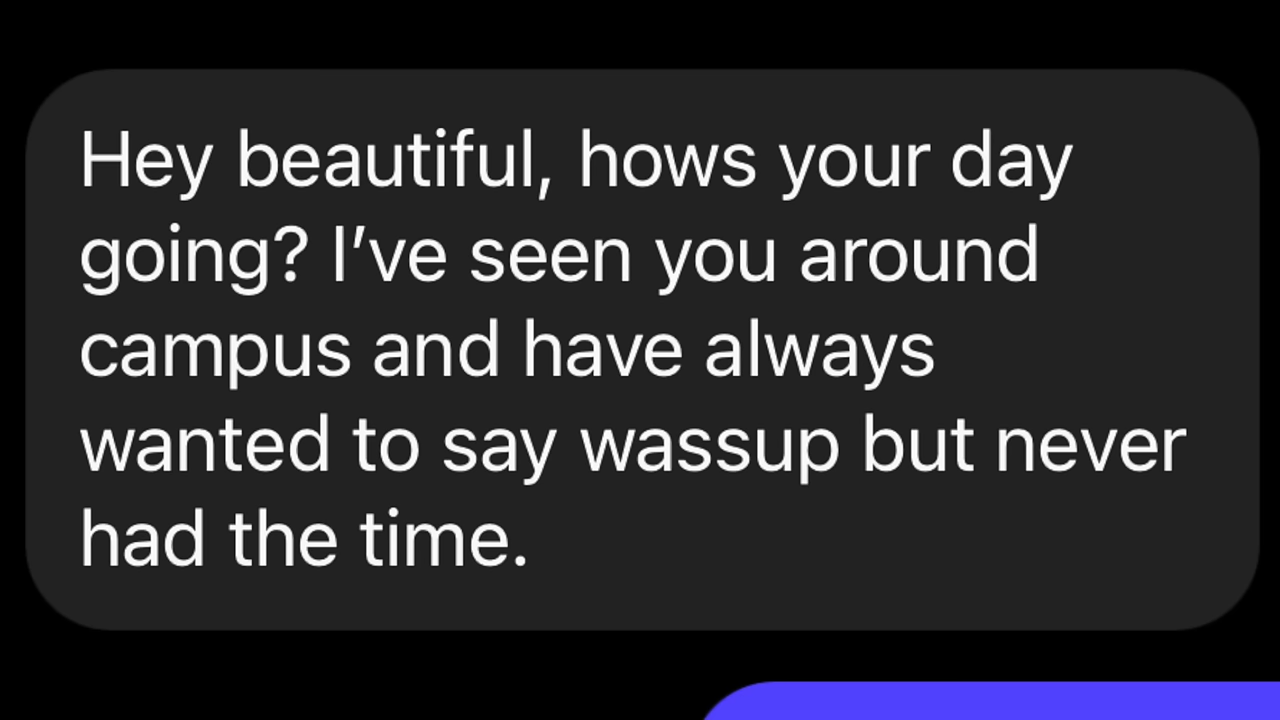 Hey beautiful, hows your day
going? I’ve seen you around
campus and have always
wanted to say wassup but never
had the time.